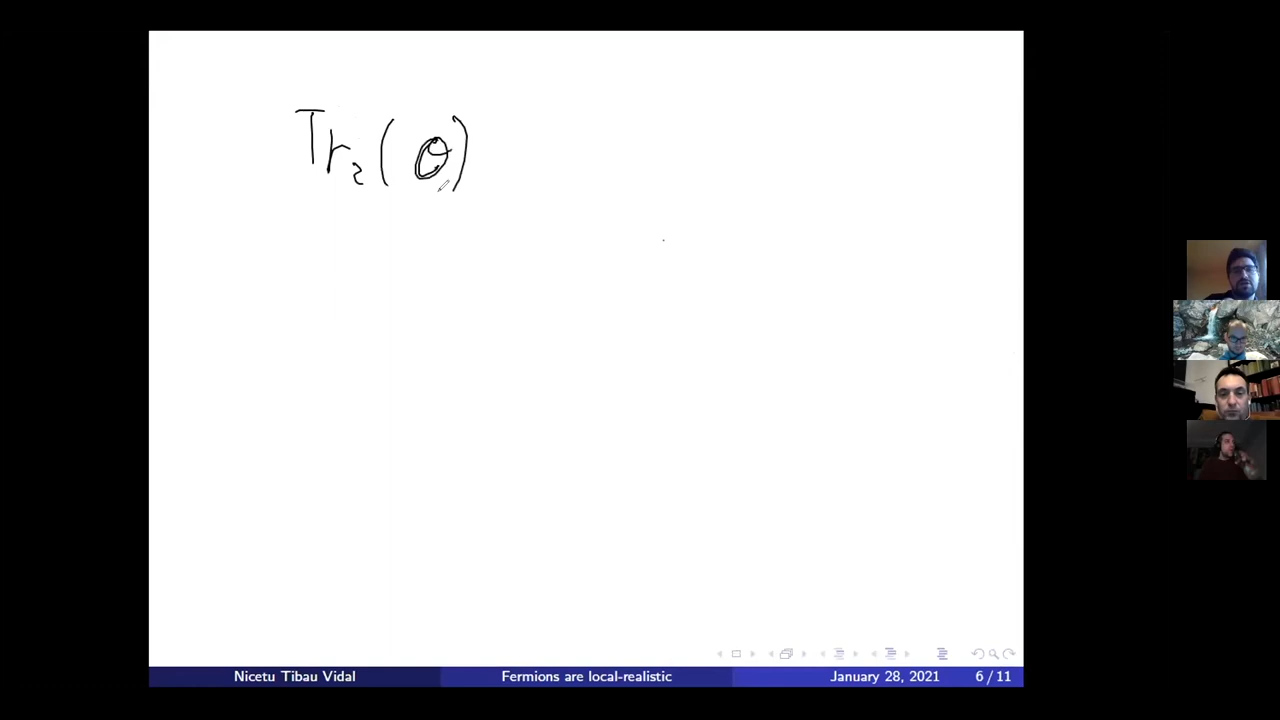 Tr₂(O)
Nicetu Tibau Vidal Fermions are local-realistic January 28, 2021 6 / 11